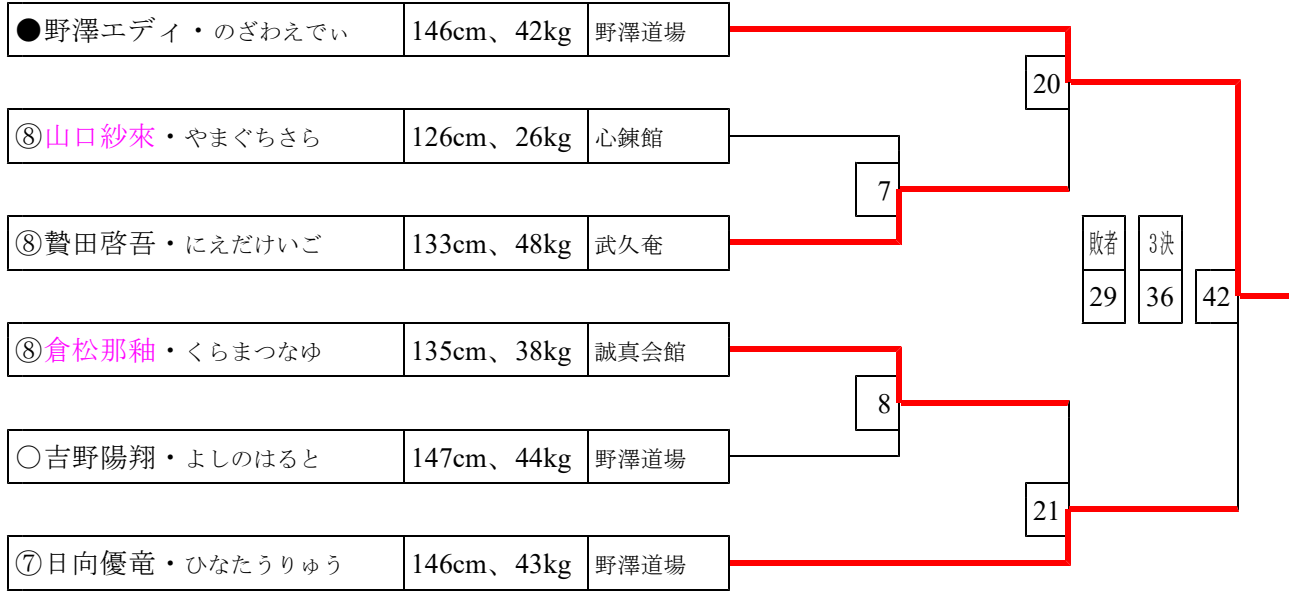 ●野澤エディ・のざわえでぃ 146cm、42kg 野澤道場
20
⑧山口紗來・やまぐちさら 126cm、26kg 心錬館
7
⑧贄田啓吾・にえだけいご 133cm、48kg 武久奄
敗者 3決
29 36 42
⑧倉松那釉・くらまつなゆ 135cm、38kg 誠真会館
8
○吉野陽翔・よしのはると 147cm、44kg 野澤道場
21
⑦日向優竜・ひなたうりゅう 146cm、43kg 野澤道場